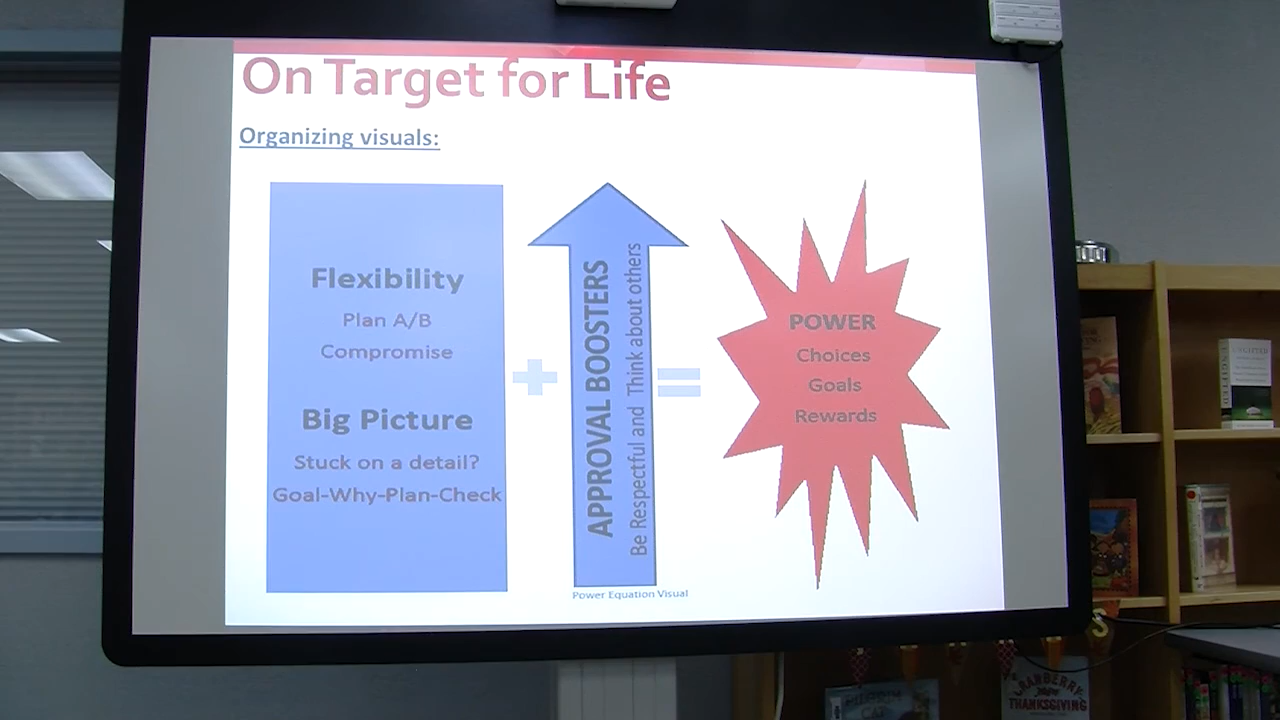 On Target for Life
Organizing visuals:
Flexibility
Plan A/B
Compromise
Big Picture
Stuck on a detail?
Goal-Why-Plan-Check
+
APPROVAL BOOSTERS
Be Respectful and Think about others
=
POWER
Choices
Goals
Rewards
Power Equation Visual
CRANBERRY
THANKSGIVING
CAT
S